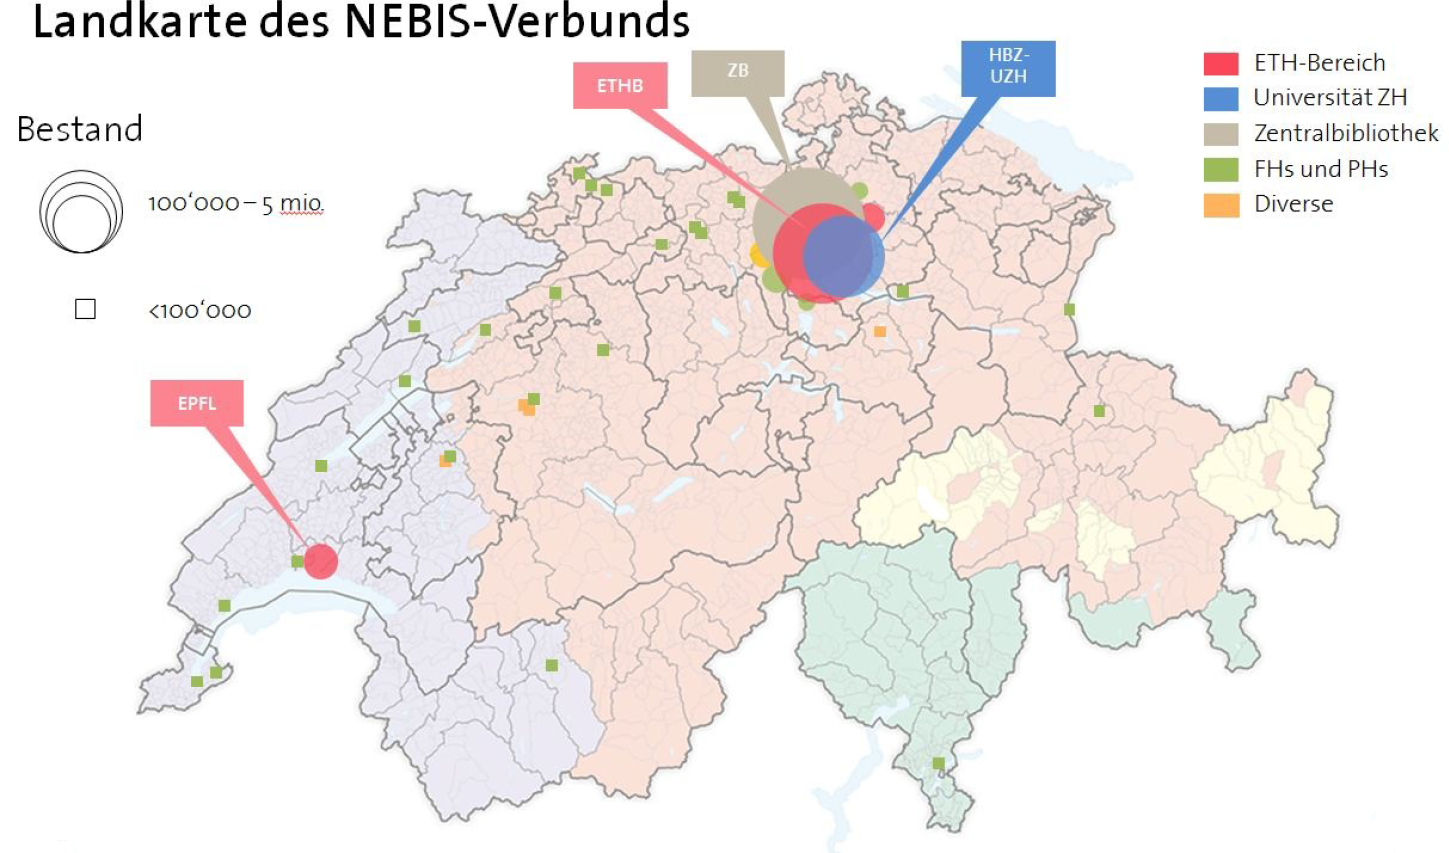 Landkarte des NEBIS-Verbunds
HBZ-
UZH
ZB
ETHB
ETH-Bereich
Universität ZH
Zentralbibliothek
FHs und PHs
Diverse
Bestand
100‘000 – 5 mio.
<100‘000
EPFL